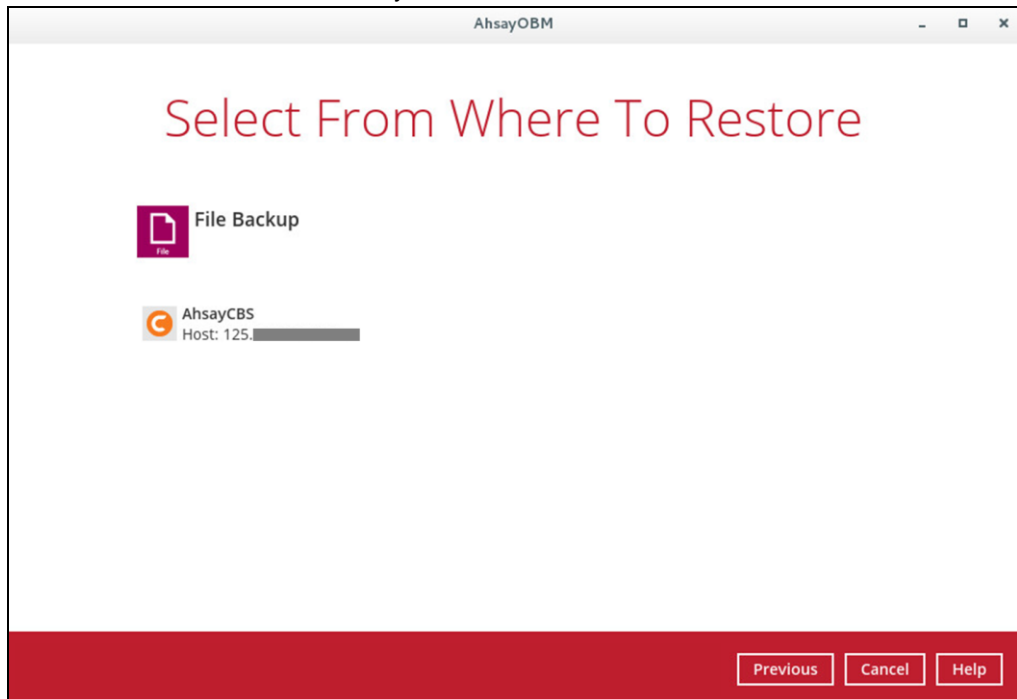 AhsayOBM
Select From Where To Restore
File Backup
File
AhsayCBS
Host: 125.
Previous
Cancel
Help